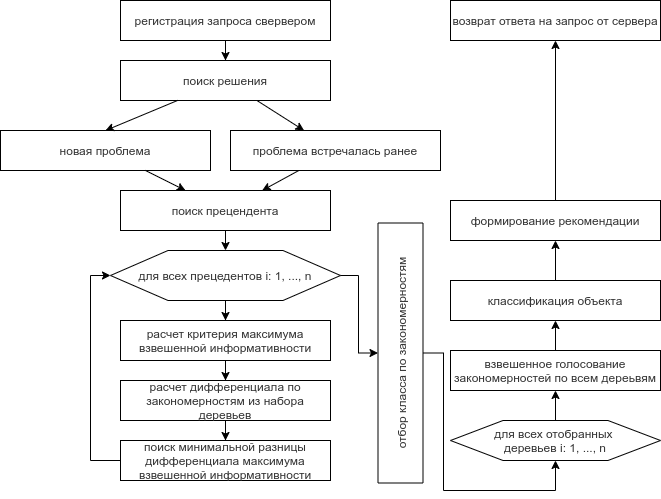 регистрация запроса свервером
поиск решения
новая проблема
проблема встречалась ранее
поиск прецендента
для всех прецедентов i: 1, ..., n
расчет критерия максимума
взвешенной информативности
расчет дифференциала по
закономерностям из набора
деревьев
поиск минимальной разницы
дифференциала максимума
взвешенной информативности
отбор класса по закономерностям
возврат ответа на запрос от сервера
формирование рекомендации
классификация объекта
взвешенное голосование
закономерностей по всем дереьвям
для всех отобранных
деревьев i: 1, ..., n